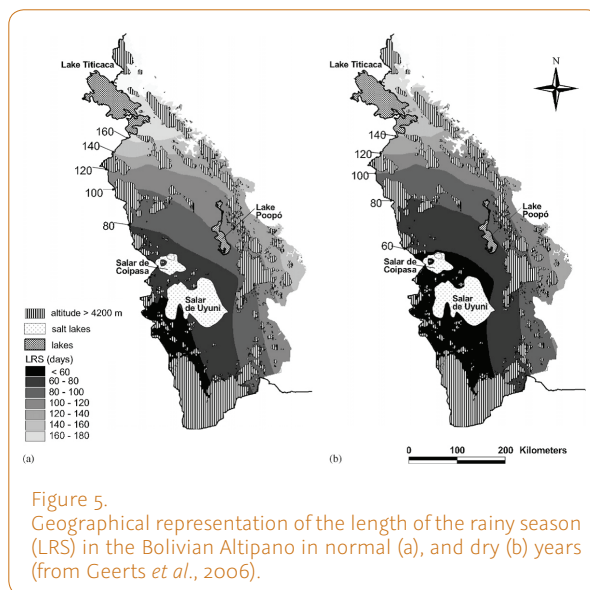 Lake Titicaca
160
140
120
100
80
Lake
Poopó
Salar de
Coipasa
Salar
de Uyuni
altitude > 4200 m
salt lakes
lakes
LRS (days)
< 60
60 - 80
80 - 100
100 - 120
120 - 140
140 - 160
160 - 180
(a)
N
Lake Titicaca
140
120
100
80
60
Lake
Poopó
Salar de
Coipasa
Salar
de Uyuni
0 100 200 Kilometers
(b)
Figure 5.
Geographical representation of the length of the rainy season
(LRS) in the Bolivian Altipano in normal (a), and dry (b) years
(from Geerts et al., 2006).